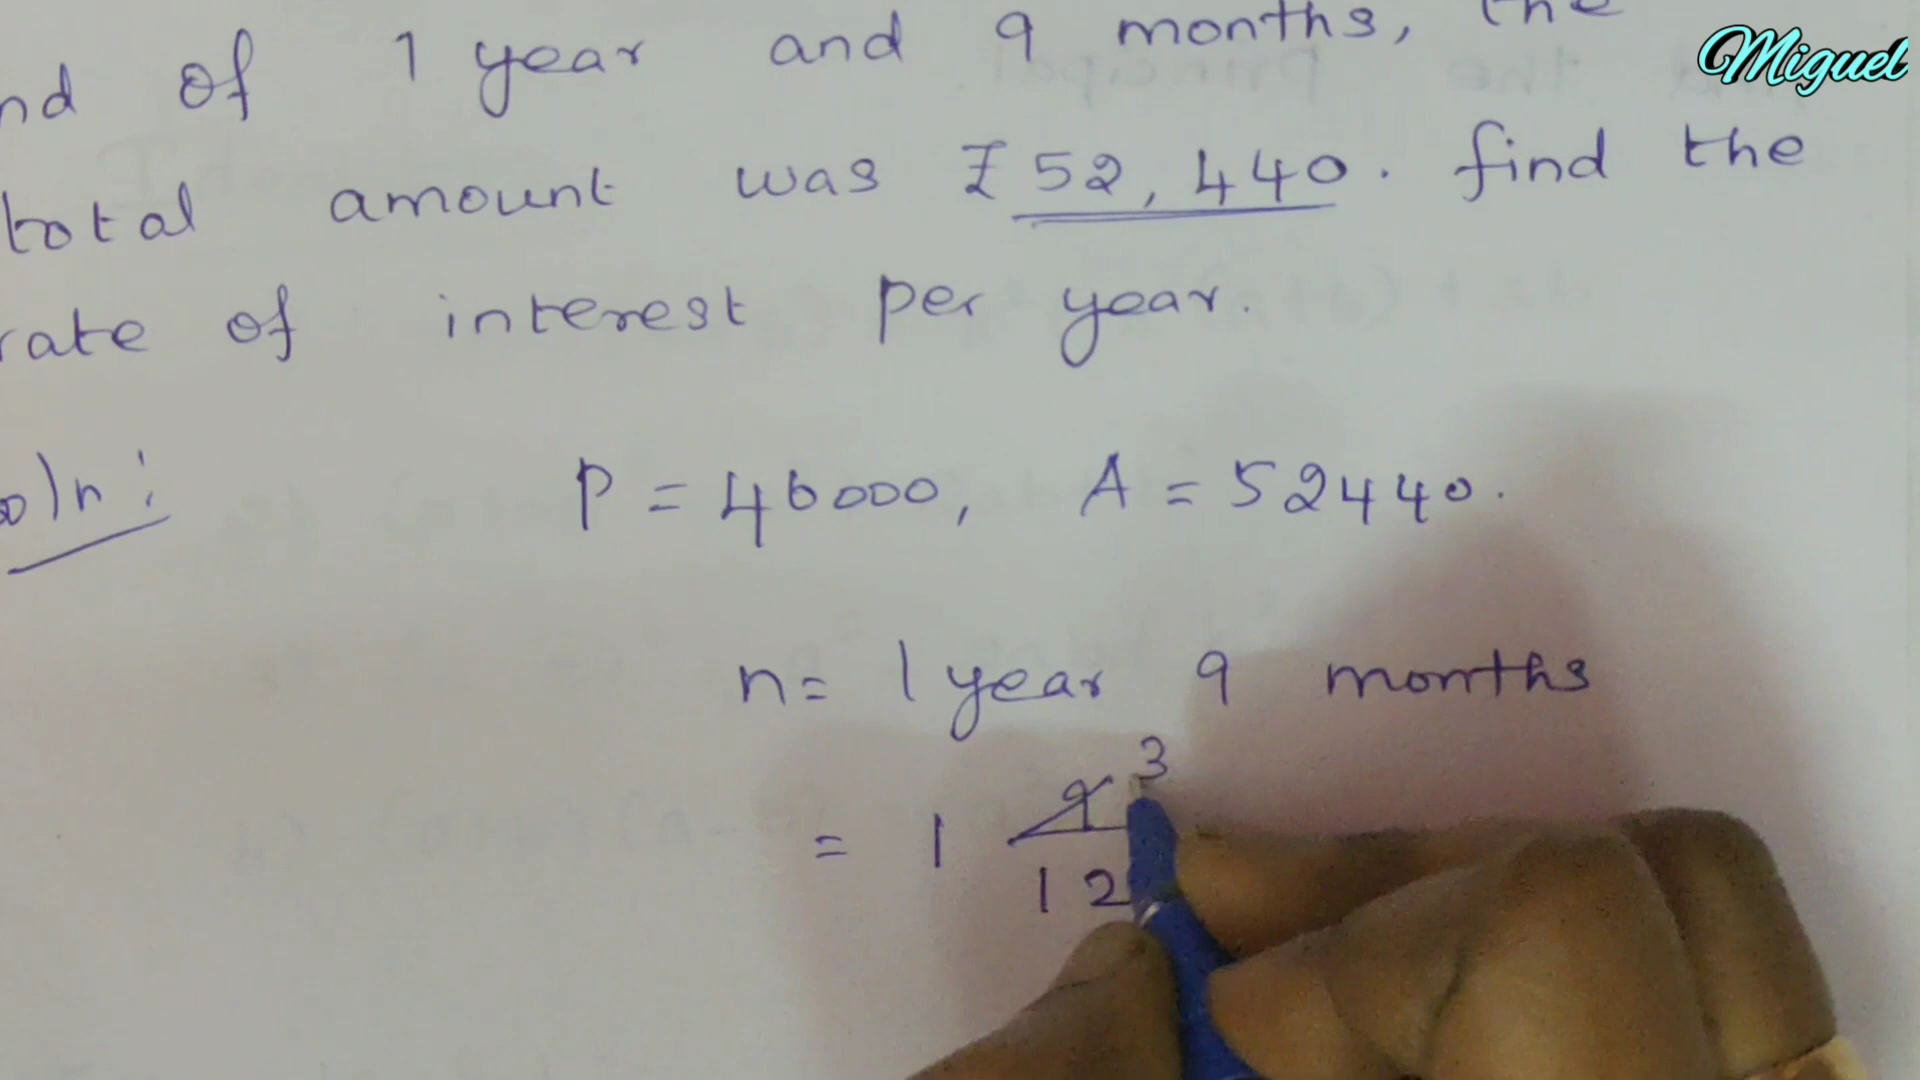 of 1 year and 9 months, the
Miguel
total amount was ₹ 52,440. find the
rate of interest per year.
soln:
P = 46000, A = 52440.
n = 1 year 9 months
3
= 1 9/12